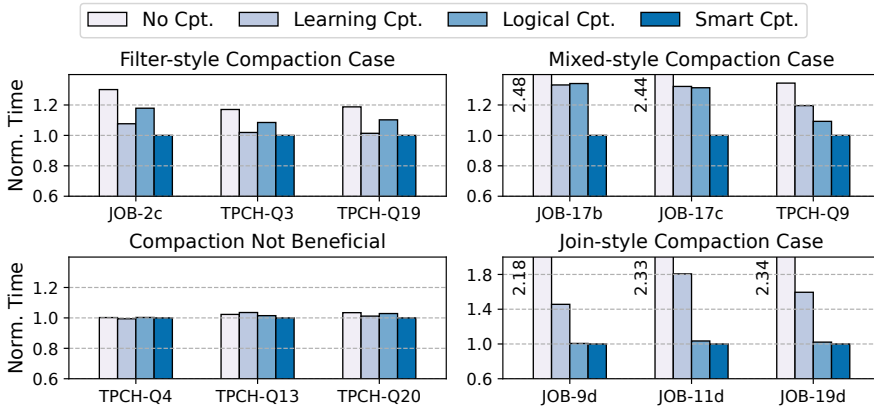 No Cpt. Learning Cpt. Logical Cpt. Smart Cpt.
Filter-style Compaction Case
Norm. Time
1.2
1.0
0.8
0.6
JOB-2c TPCH-Q3 TPCH-Q19
Mixed-style Compaction Case
2.48 2.44
1.2
1.0
0.8
0.6
JOB-17b JOB-17c TPCH-Q9
Compaction Not Beneficial
Norm. Time
1.2
1.0
0.8
0.6
TPCH-Q4 TPCH-Q13 TPCH-Q20
Join-style Compaction Case
2.18 2.33 2.34
1.8
1.4
1.0
0.6
JOB-9d JOB-11d JOB-19d